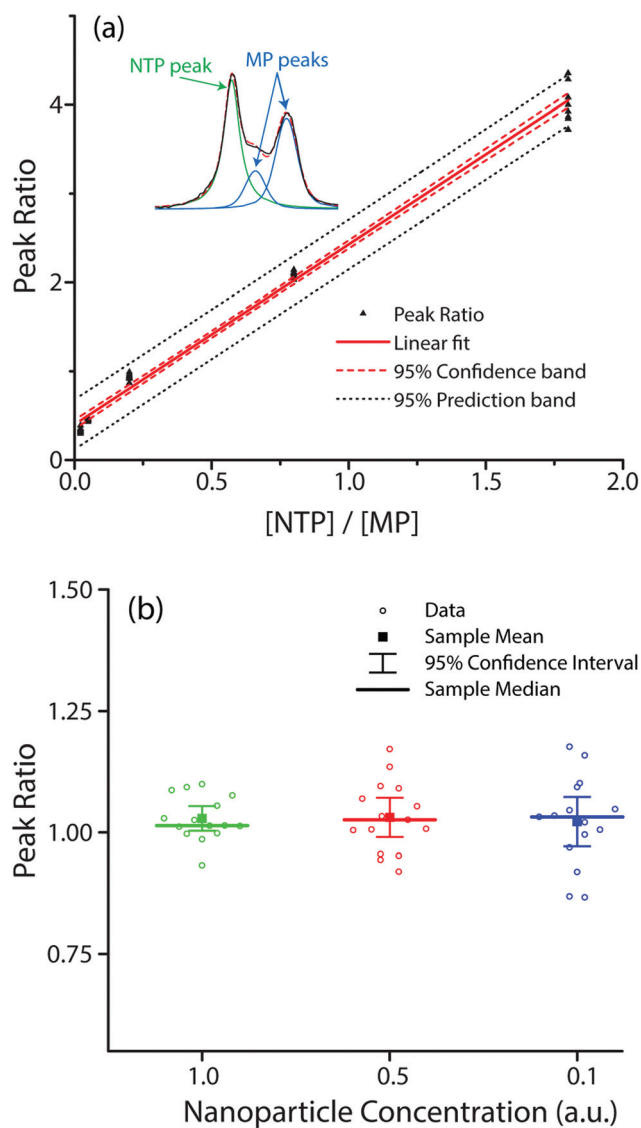 (a)
NTP peak
MP peaks
Peak Ratio
4
2
0
Peak Ratio
Linear fit
95% Confidence band
95% Prediction band
0.0 0.5 1.0 1.5 2.0
[NTP] / [MP]
(b)
Peak Ratio
1.50
1.25
1.00
0.75
Data
Sample Mean
95% Confidence Interval
Sample Median
1.0 0.5 0.1
Nanoparticle Concentration (a.u.)